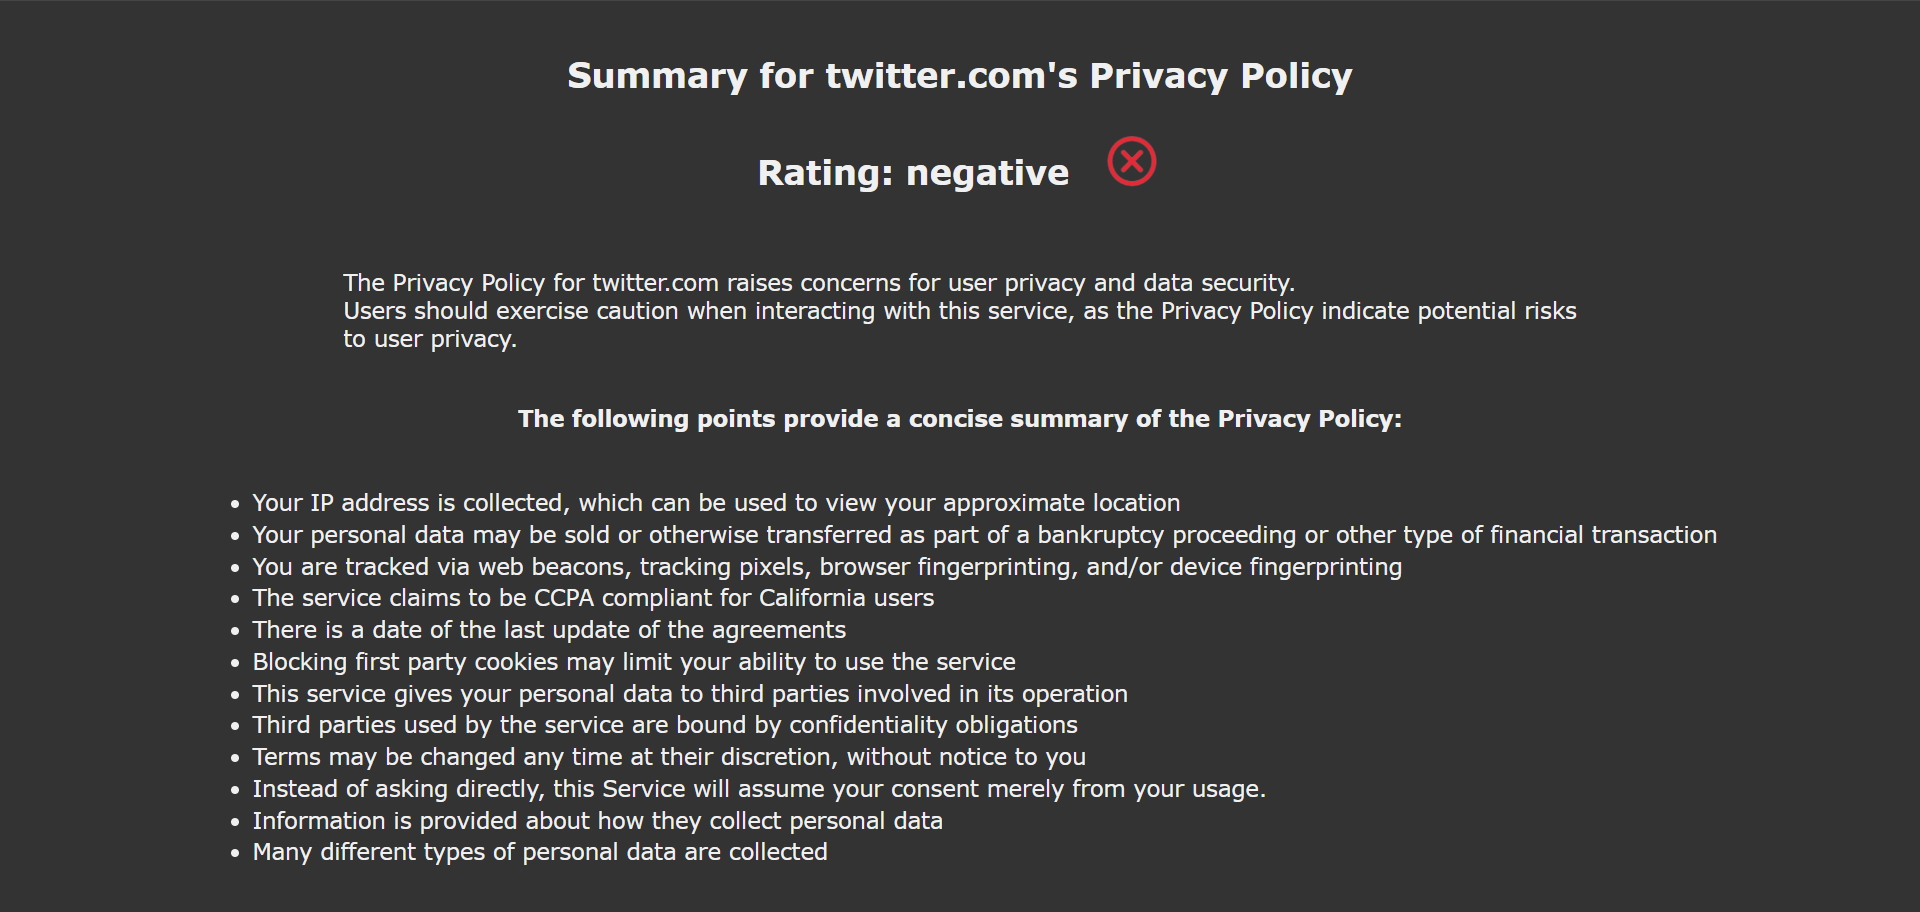 Summary for twitter.com's Privacy Policy
Rating: negative
The Privacy Policy for twitter.com raises concerns for user privacy and data security.
Users should exercise caution when interacting with this service, as the Privacy Policy indicate potential risks
to user privacy.
The following points provide a concise summary of the Privacy Policy:
• Your IP address is collected, which can be used to view your approximate location
• Your personal data may be sold or otherwise transferred as part of a bankruptcy proceeding or other type of financial transaction
• You are tracked via web beacons, tracking pixels, browser fingerprinting, and/or device fingerprinting
• The service claims to be CCPA compliant for California users
• There is a date of the last update of the agreements
• Blocking first party cookies may limit your ability to use the service
• This service gives your personal data to third parties involved in its operation
• Third parties used by the service are bound by confidentiality obligations
• Terms may be changed any time at their discretion, without notice to you
• Instead of asking directly, this Service will assume your consent merely from your usage.
• Information is provided about how they collect personal data
• Many different types of personal data are collected